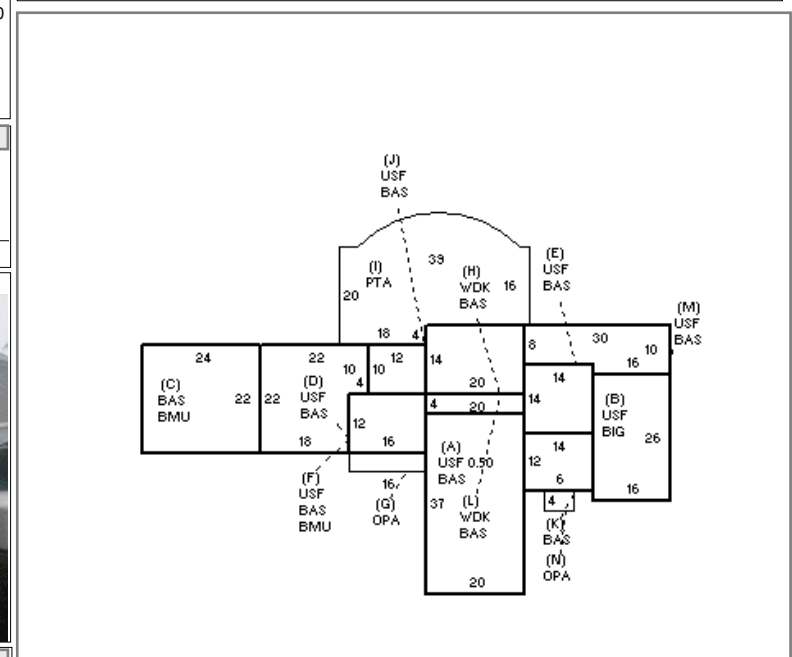 (J)
USF
BAS
(I)
PTA
39
20
16
18
4
(H)
WDK
BAS
(E)
USF
BAS
(M)
USF
BAS
24
22
10
4
10
12
14
20
8
30
10
16
(C)
BAS
BMU
22
22
(D)
USF
BAS
18
12
16
4
20
14
14
(B)
USF
BIG
26
16
(A)
USF 0.50
BAS
14
12
6
(F)
USF
BAS
BMU
16
(G)
OPA
37
(L)
WDK
BAS
4
(K)
BAS
(N)
OPA
20